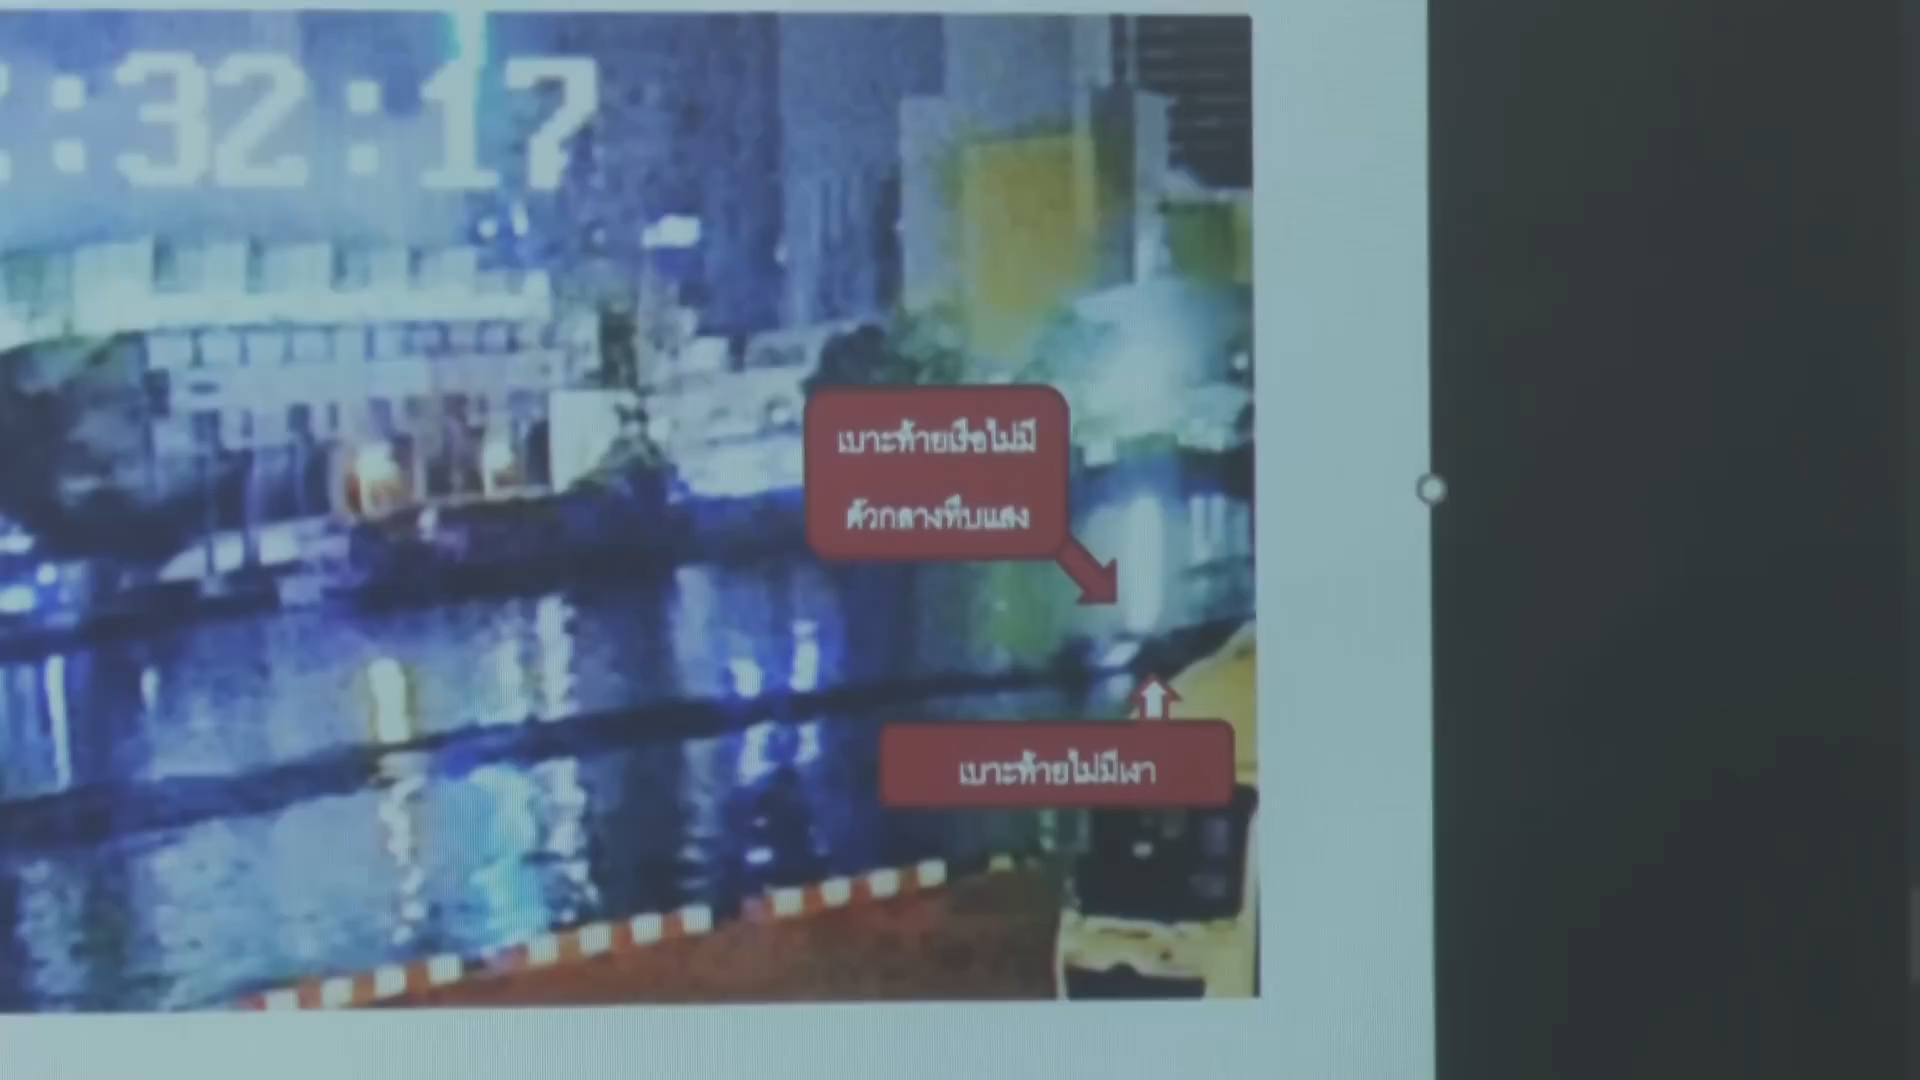 :32:17
เบาะท้ายเรือไม่มี
ตัวกลางทึบแสง
เบาะท้ายไม่มีเงา